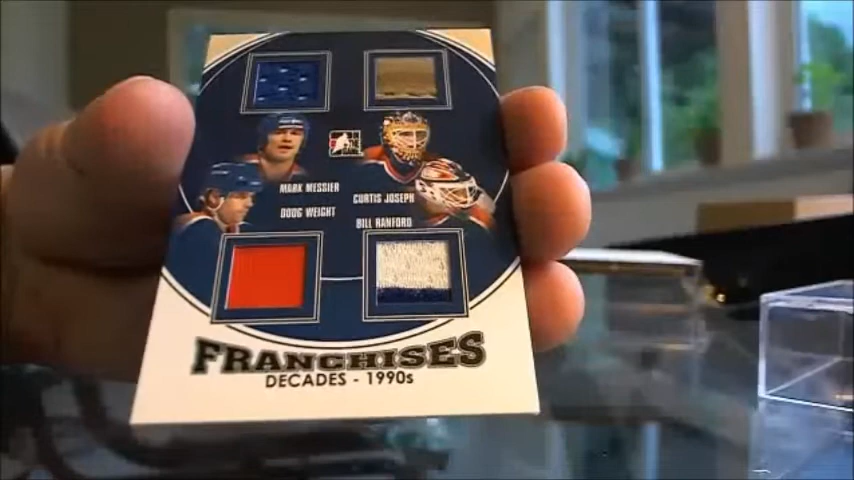 MARK MESSIER
CURTIS JOSEPH
DOUG WEIGHT
BILL RANFORD
FRANCHISES
DECADES - 1990s